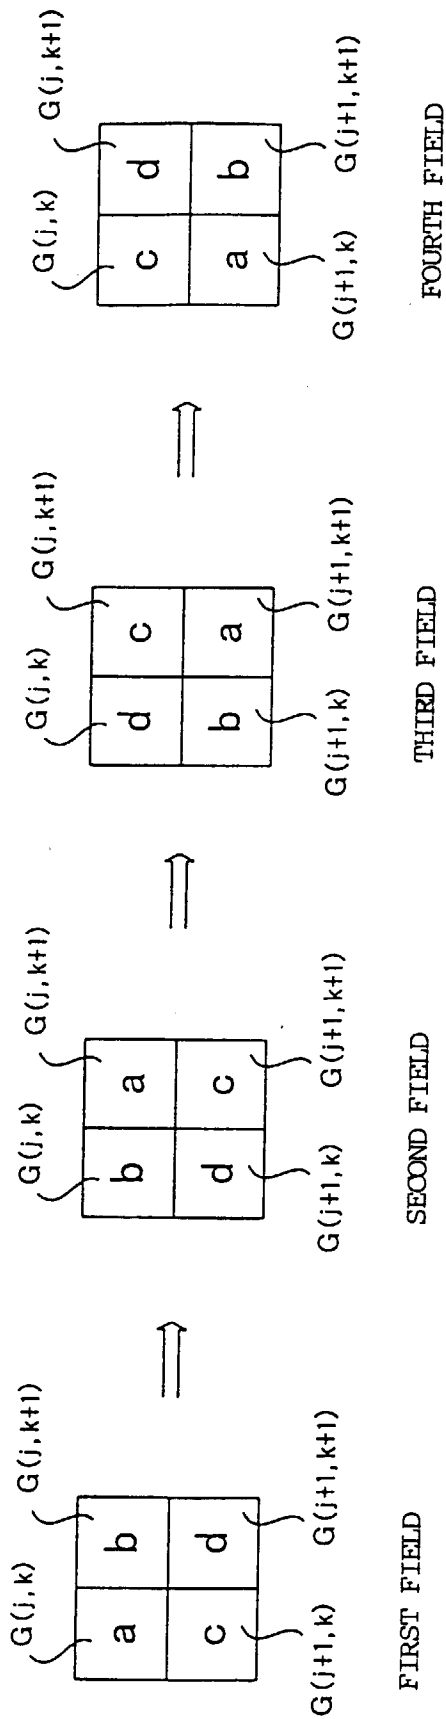 G(j,k)
G(j,k+1)
a
b
c
d
G(j+1,k)
G(j+1,k+1)
FIRST FIELD
G(j,k)
G(j,k+1)
b
a
d
c
G(j+1,k)
G(j+1,k+1)
SECOND FIELD
G(j,k)
G(j,k+1)
d
c
b
a
G(j+1,k)
G(j+1,k+1)
THIRD FIELD
G(j,k)
G(j,k+1)
c
d
a
b
G(j+1,k)
G(j+1,k+1)
FOURTH FIELD